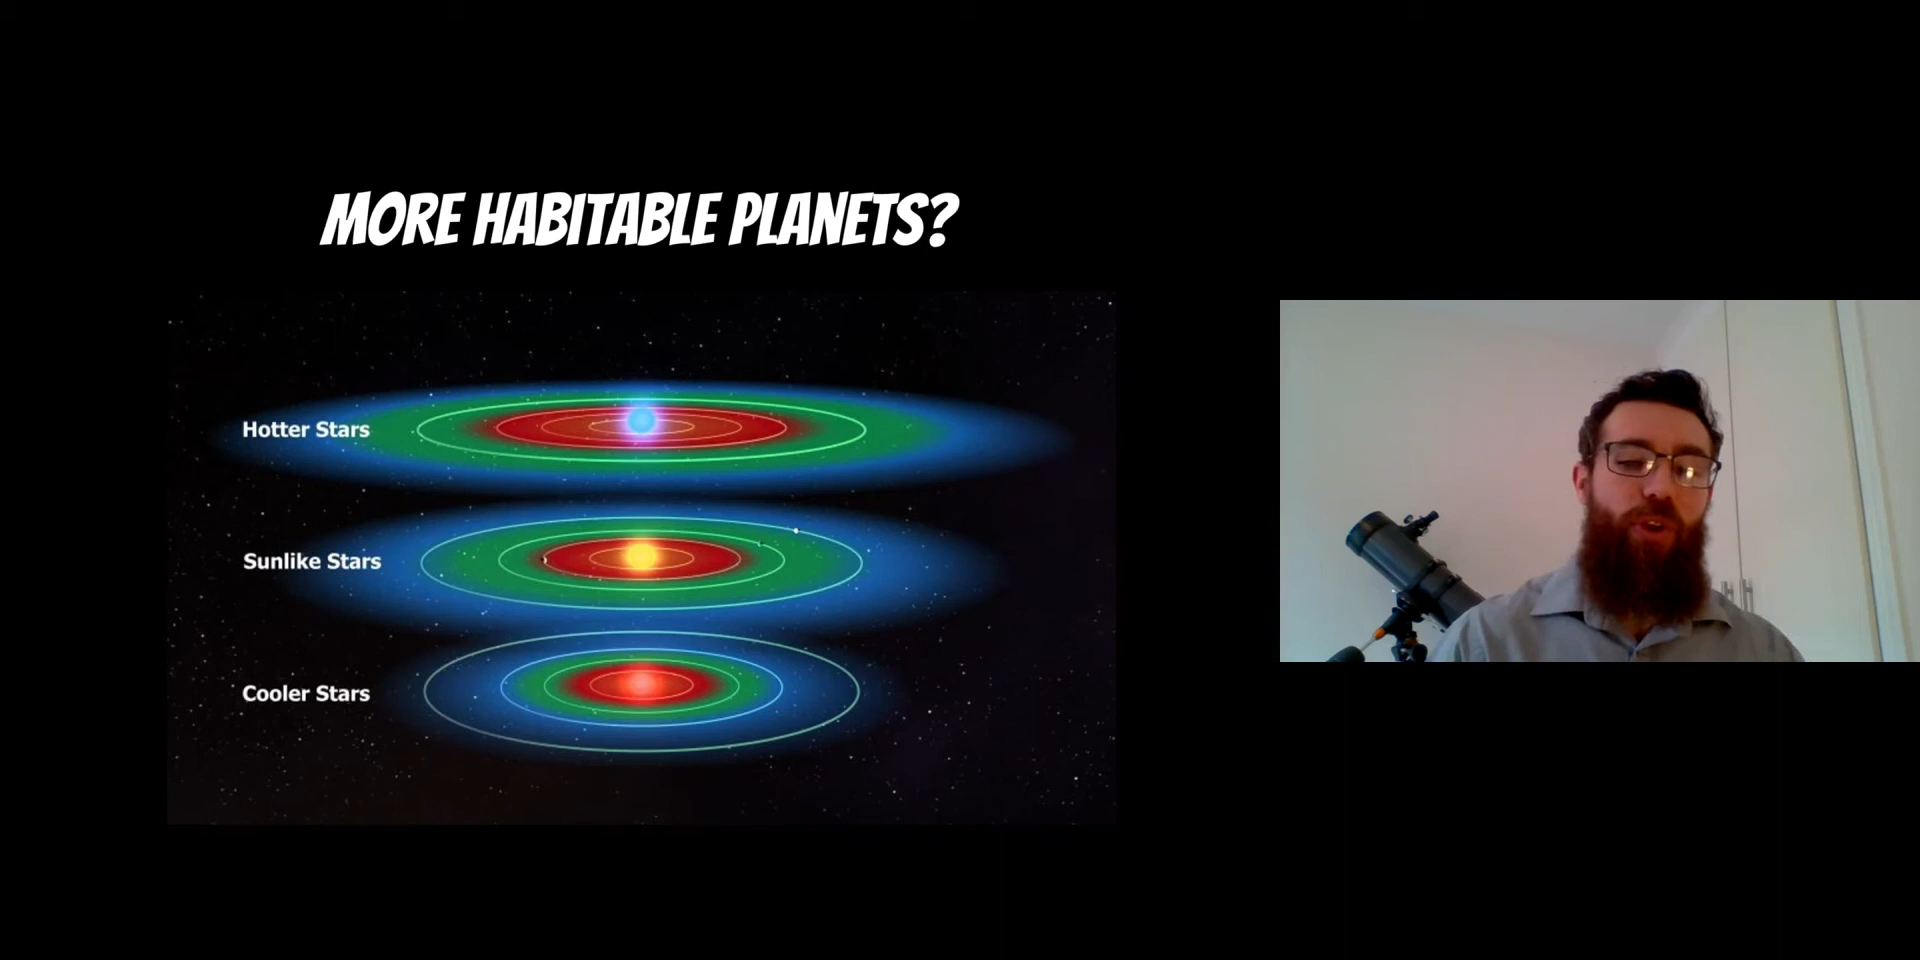 MORE HABITABLE PLANETS?
Hotter Stars
Sunlike Stars
Cooler Stars